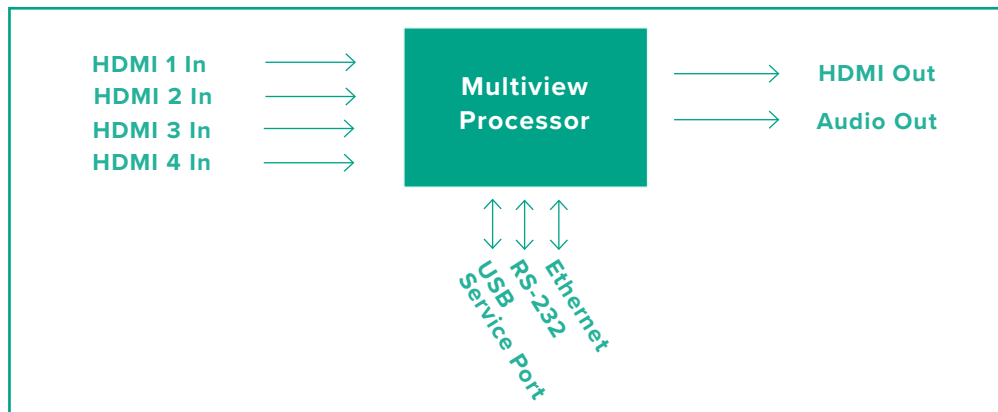 HDMI 1 In
HDMI 2 In
HDMI 3 In
HDMI 4 In
Multiview
Processor
HDMI Out
Audio Out
USB
Service Port
RS-232
Ethernet